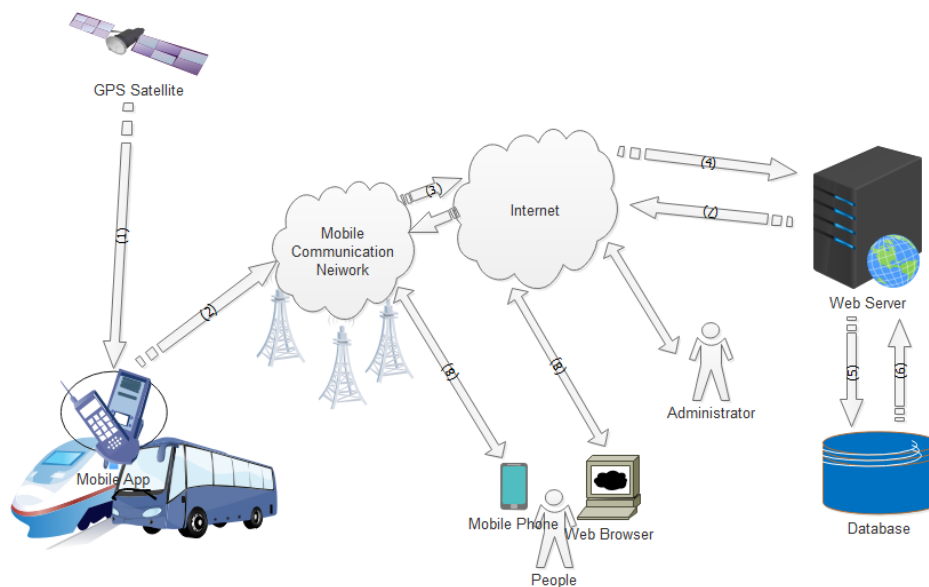 GPS Satellite
(1)
(2)
Mobile
Communication
Neiwork
(3)
Internet
(4)
(7)
Web Server
(5)
(6)
Database
(8)
(8)
Administrator
Mobile App
Mobile Phone
Web Browser
People